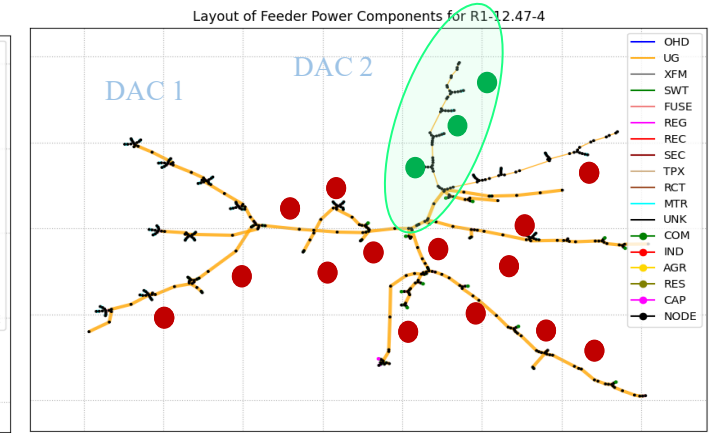 Layout of Feeder Power Components for R1-12.47-4
DAC 1
DAC 2
OHD
UG
XFM
SWT
FUSE
REG
REC
SEC
TPX
RCT
MTR
UNK
COM
IND
AGR
RES
CAP
NODE